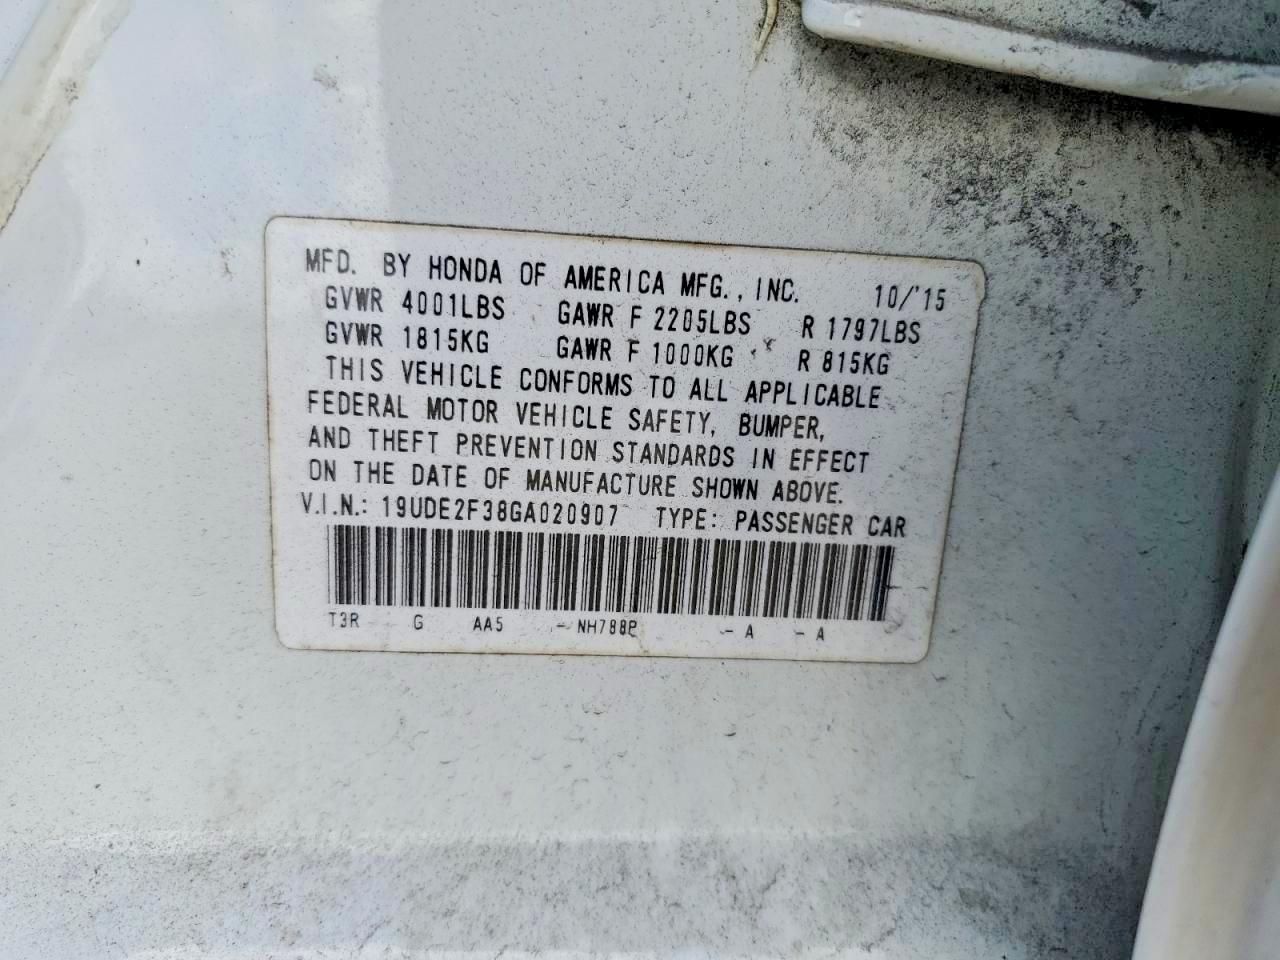 MFD. BY HONDA OF AMERICA MFG., INC. 10/'15
GVWR 4001LBS GAWR F 2205LBS R 1797LBS
GVWR 1815KG GAWR F 1000KG R 815KG
THIS VEHICLE CONFORMS TO ALL APPLICABLE
FEDERAL MOTOR VEHICLE SAFETY, BUMPER,
AND THEFT PREVENTION STANDARDS IN EFFECT
ON THE DATE OF MANUFACTURE SHOWN ABOVE.
V.I.N.: 19UDE2F38GA020907 TYPE: PASSENGER CAR
T3R G AA5 - NH788P - A - A